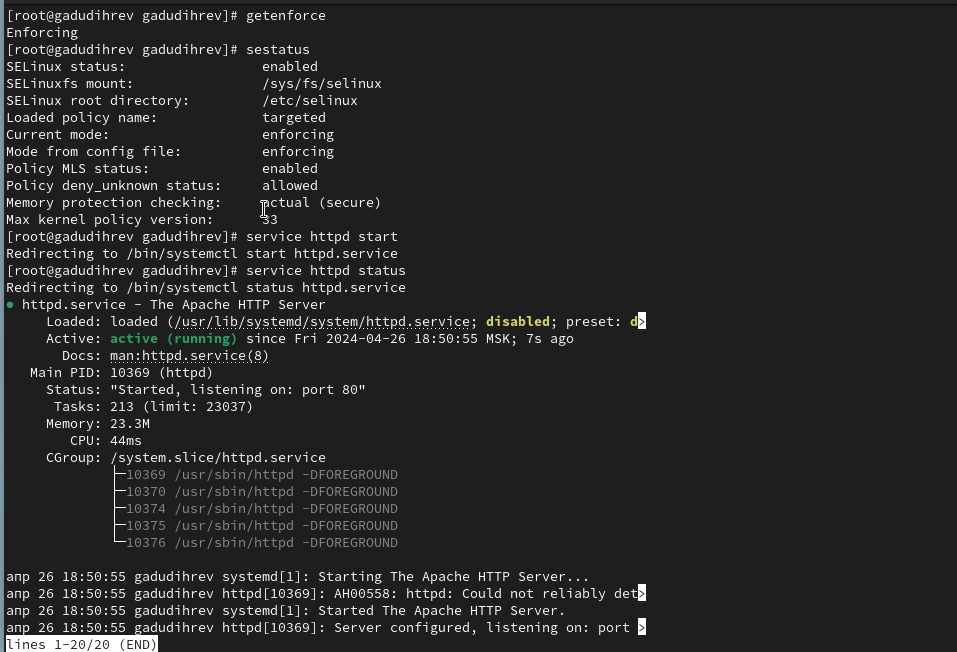 [root@gadudihrev gadudihrev]# getenforce
Enforcing
[root@gadudihrev gadudihrev]# sestatus
SELinux status:                 enabled
SELinuxfs mount:                /sys/fs/selinux
SELinux root directory:         /etc/selinux
Loaded policy name:             targeted
Current mode:                   enforcing
Mode from config file:          enforcing
Policy MLS status:              enabled
Policy deny_unknown status:     allowed
Memory protection checking:     actual (secure)
Max kernel policy version:      33
[root@gadudihrev gadudihrev]# service httpd start
Redirecting to /bin/systemctl start httpd.service
[root@gadudihrev gadudihrev]# service httpd status
Redirecting to /bin/systemctl status httpd.service
● httpd.service - The Apache HTTP Server
     Loaded: loaded (/usr/lib/systemd/system/httpd.service; disabled; preset: d>
     Active: active (running) since Fri 2024-04-26 18:50:55 MSK; 7s ago
       Docs: man:httpd.service(8)
   Main PID: 10369 (httpd)
     Status: "Started, listening on: port 80"
      Tasks: 213 (limit: 23037)
     Memory: 23.3M
        CPU: 44ms
     CGroup: /system.slice/httpd.service
             ├─10369 /usr/sbin/httpd -DFOREGROUND
             ├─10370 /usr/sbin/httpd -DFOREGROUND
             ├─10374 /usr/sbin/httpd -DFOREGROUND
             ├─10375 /usr/sbin/httpd -DFOREGROUND
             └─10376 /usr/sbin/httpd -DFOREGROUND

апр 26 18:50:55 gadudihrev systemd[1]: Starting The Apache HTTP Server...
апр 26 18:50:55 gadudihrev httpd[10369]: AH00558: httpd: Could not reliably det>
апр 26 18:50:55 gadudihrev systemd[1]: Started The Apache HTTP Server.
апр 26 18:50:55 gadudihrev httpd[10369]: Server configured, listening on: port >
lines 1-20/20 (END)